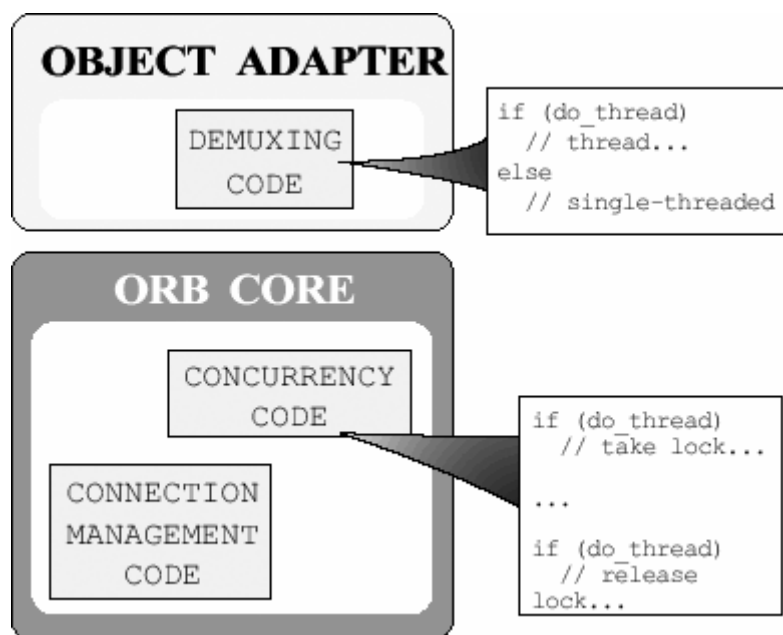 OBJECT ADAPTER
DEMUXING
CODE
if (do_thread)
// thread...
else
// single-threaded
ORB CORE
CONCURRENCY
CODE
CONNECTION
MANAGEMENT
CODE
if (do_thread)
// take lock...
...
if (do_thread)
// release
lock...